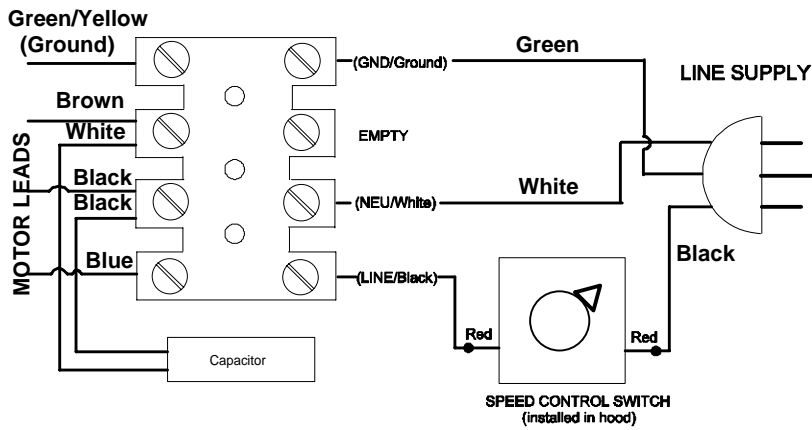 Green/Yellow
(Ground)
Brown
White
Black
Black
Blue
MOTOR LEADS
Capacitor
(GND/Ground)
EMPTY
(NEU/White)
(LINE/Black)
Green
White
LINE SUPPLY
Black
Red
Red
SPEED CONTROL SWITCH
(installed in hood)